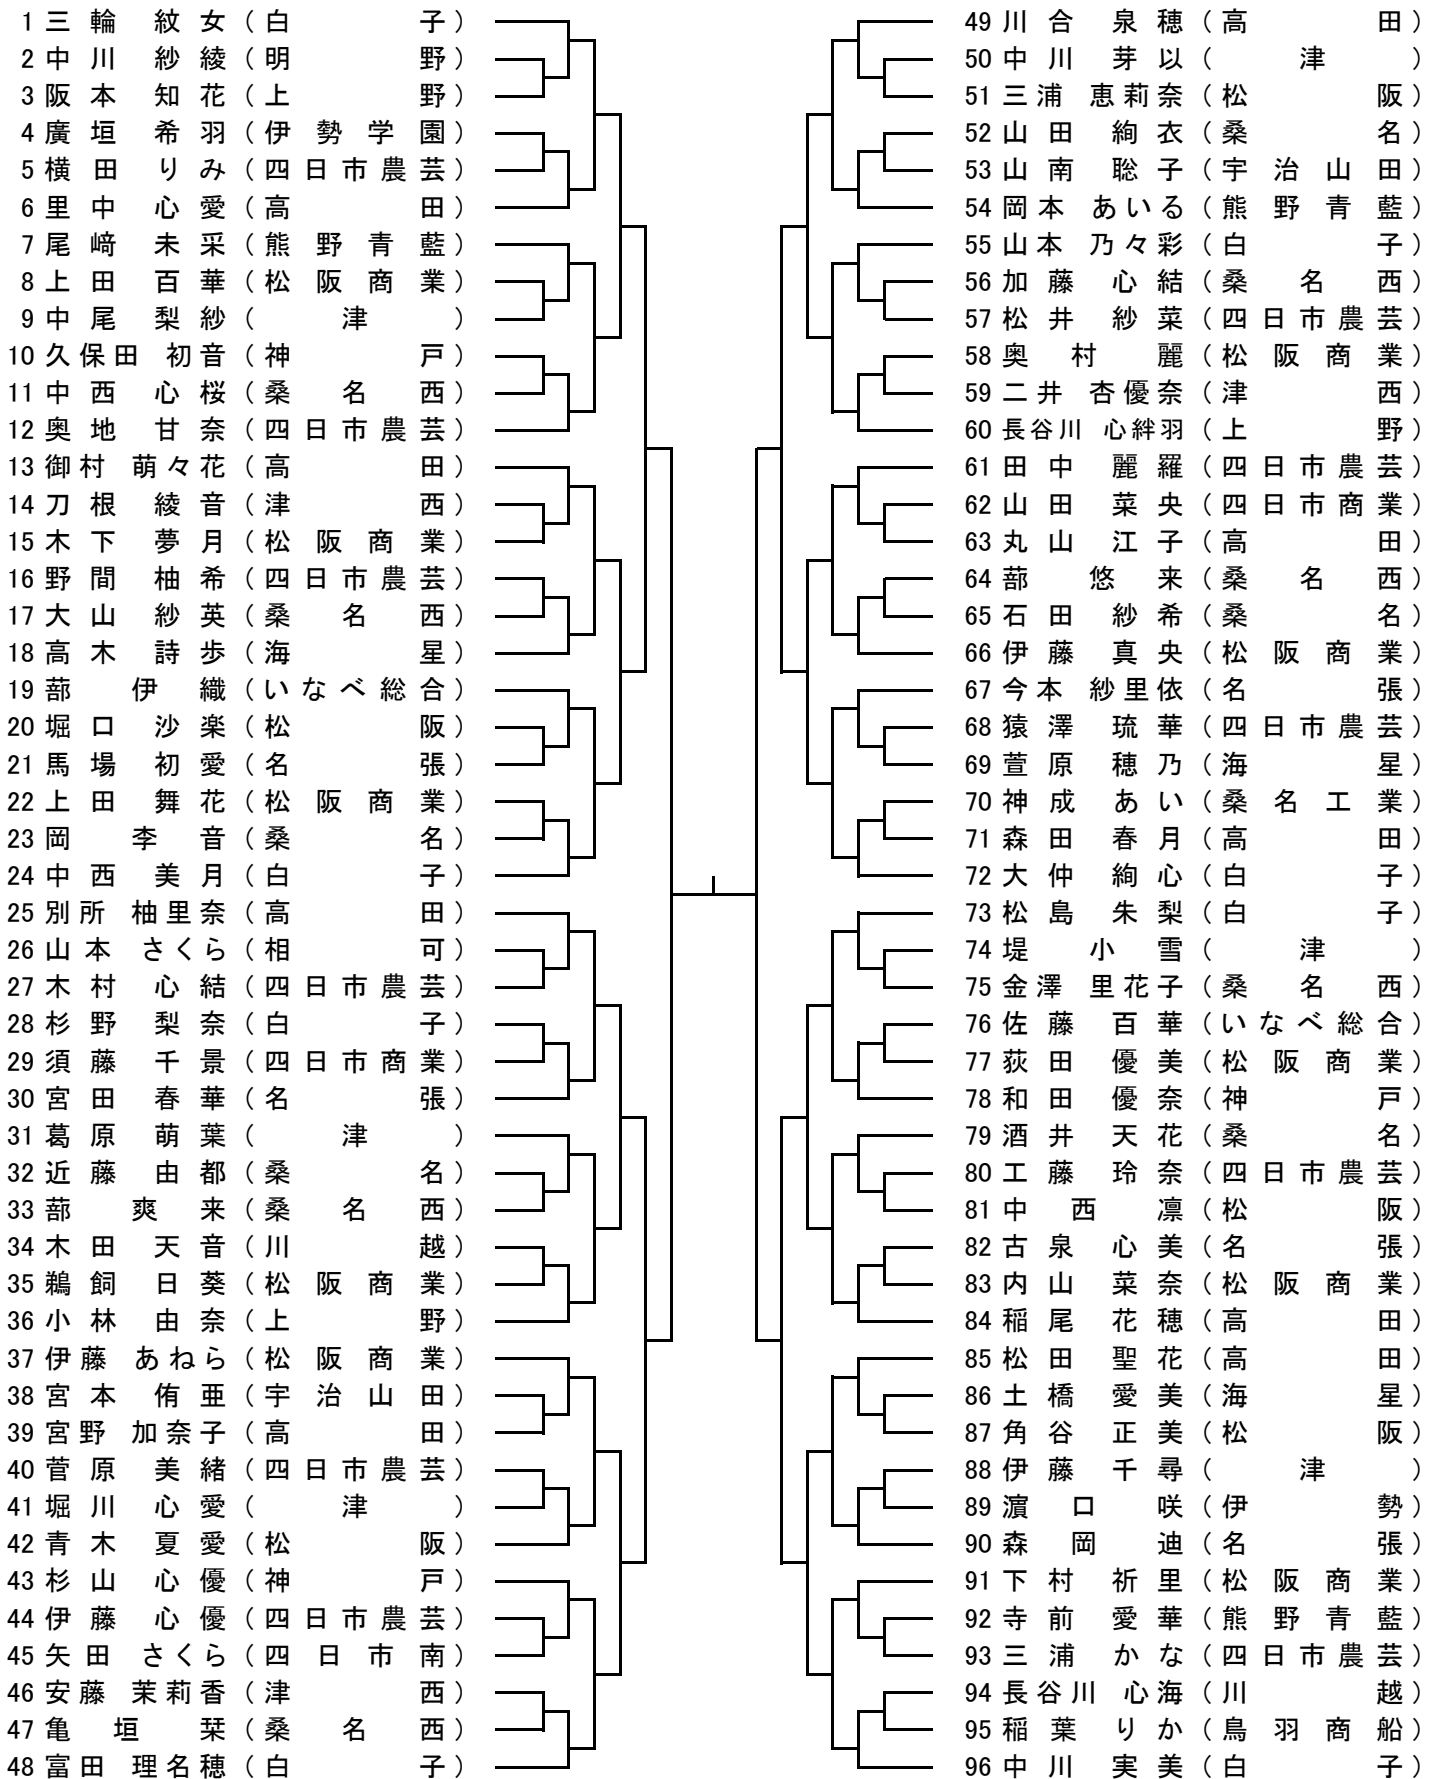 1 三輪 紋女 (白子)
2 中川 紗綾 (明野)
3 阪本 知花 (上野)
4 廣垣 希羽 (伊勢学園)
5 横田 りみ (四日市農芸)
6 里中 心愛 (高田)
7 尾﨑 未采 (熊野青藍)
8 上田 百華 (松阪商業)
9 中尾 梨紗 (津)
10 久保田 初音 (神戸)
11 中西 心桜 (桑名西)
12 奥地 甘奈 (四日市農芸)
13 御村 萌々花 (高田)
14 刀根 綾音 (津西)
15 木下 夢月 (松阪商業)
16 野間 柚希 (四日市農芸)
17 大山 紗英 (桑名西)
18 高木 詩歩 (海星)
19 蔀 伊織 (いなべ総合)
20 堀口 沙楽 (松阪)
21 馬場 初愛 (名張)
22 上田 舞花 (松阪商業)
23 岡 李音 (桑名)
24 中西 美月 (白子)
25 別所 柚里奈 (高田)
26 山本 さくら (相可)
27 木村 心結 (四日市農芸)
28 杉野 梨奈 (白子)
29 須藤 千景 (四日市商業)
30 宮田 春華 (名張)
31 葛原 萌葉 (津)
32 近藤 由都 (桑名)
33 蔀 爽来 (桑名西)
34 木田 天音 (川越)
35 鵜飼 日葵 (松阪商業)
36 小林 由奈 (上野)
37 伊藤 あねら (松阪商業)
38 宮本 侑亜 (宇治山田)
39 宮野 加奈子 (高田)
40 菅原 美緒 (四日市農芸)
41 堀川 心愛 (津)
42 青木 夏愛 (松阪)
43 杉山 心優 (神戸)
44 伊藤 心優 (四日市農芸)
45 矢田 さくら (四日市南)
46 安藤 茉莉香 (津西)
47 亀垣 栞 (桑名西)
48 富田 理名穂 (白子)
49 川合 泉穂 (高田)
50 中川 芽以 (津)
51 三浦 恵莉奈 (松阪)
52 山田 絢衣 (桑名)
53 山南 聡子 (宇治山田)
54 岡本 あいる (熊野青藍)
55 山本 乃々彩 (白子)
56 加藤 心結 (桑名西)
57 松井 紗菜 (四日市農芸)
58 奥村 麗 (松阪商業)
59 二井 杏優奈 (津西)
60 長谷川 心絆羽 (上野)
61 田中 麗羅 (四日市農芸)
62 山田 菜央 (四日市商業)
63 丸山 江子 (高田)
64 蔀 悠来 (桑名西)
65 石田 紗希 (桑名)
66 伊藤 真央 (松阪商業)
67 今本 紗里依 (名張)
68 猿澤 琉華 (四日市農芸)
69 萱原 穂乃 (海星)
70 神成 あい (桑名工業)
71 森田 春月 (高田)
72 大仲 絢心 (白子)
73 松島 朱梨 (白子)
74 堤 小雪 (津)
75 金澤 里花子 (桑名西)
76 佐藤 百華 (いなべ総合)
77 荻田 優美 (松阪商業)
78 和田 優奈 (神戸)
79 酒井 天花 (桑名)
80 工藤 玲奈 (四日市農芸)
81 中西 凛 (松阪)
82 古泉 心美 (名張)
83 内山 菜奈 (松阪商業)
84 稲尾 花穂 (高田)
85 松田 聖花 (高田)
86 土橋 愛美 (海星)
87 角谷 正美 (松阪)
88 伊藤 千尋 (津)
89 濵口 咲 (伊勢)
90 森岡 迪 (名張)
91 下村 祈里 (松阪商業)
92 寺前 愛華 (熊野青藍)
93 三浦 かな (四日市農芸)
94 長谷川 心海 (川越)
95 稲葉 りか (鳥羽商船)
96 中川 実美 (白子)